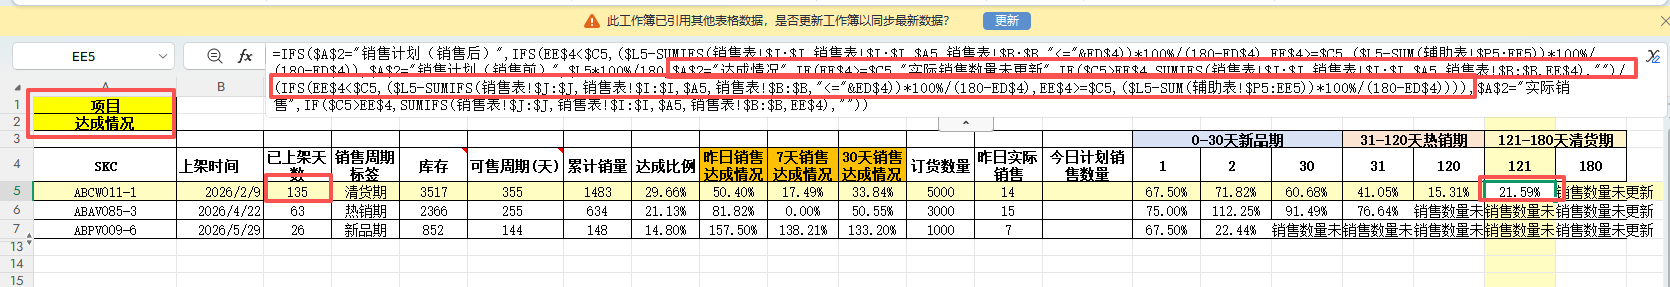 此工作簿已引用其他表格数据，是否更新工作簿以同步最新数据？ 更新
EE5 fx =IFS($A$2="销售计划（销售后）",IFS(EE$4<$C5,($L5-SUMIFS(销售表!$J:$J,销售表!$I:$I,$A5,销售表!$B:$B,"<="&ED$4))*100%/(180-ED$4),EE$4>=$C5,($L5-SUM(辅助表!$P5:EE5))*100%/
(180-ED$4)),$A$2="销售计划（销售前）",$L5*100%/180,$A$2="达成情况",IF(EE$4>=$C5,"实际销售数量未更新",IF($C5>EE$4,SUMIFS(销售表!$J:$J,销售表!$I:$I,$A5,销售表!$B:$B,EE$4),"")/
(IFS(EE$4<$C5,($L5-SUMIFS(销售表!$J:$J,销售表!$I:$I,$A5,销售表!$B:$B,"<="&ED$4))*100%/(180-ED$4),EE$4>=$C5,($L5-SUM(辅助表!$P5:EE5))*100%/(180-ED$4)))),$A$2="实际销
售",IF($C5>EE$4,SUMIFS(销售表!$J:$J,销售表!$I:$I,$A5,销售表!$B:$B,EE$4),""))
A B
1 项目
2 达成情况
3 0-30天新品期 31-120天热销期 121-180天清货期
4 SKC 上架时间 已上架天数 销售周期标签 库存 可售周期(天) 累计销量 达成比例 昨日销售达成情况 7天销售达成情况 30天销售达成情况 订货数量 昨日实际销售 今日计划销售数量 1 2 30 31 120 121 180
5 ABCW011-1 2026/2/9 135 清货期 3517 355 1483 29.66% 50.40% 17.49% 33.84% 5000 14 67.50% 71.82% 60.68% 41.05% 15.31% 21.59% 销售数量未更新
6 ABAV085-3 2026/4/22 63 热销期 2366 255 634 21.13% 81.82% 0.00% 50.55% 3000 15 75.00% 112.25% 91.49% 76.64% 销售数量未 销售数量未 销售数量未更新
7 ABPV009-6 2026/5/29 26 新品期 852 144 148 14.80% 157.50% 138.21% 133.20% 1000 7 67.50% 22.44% 销售数量未 销售数量未 销售数量未 销售数量未 销售数量未更新
13
14
15